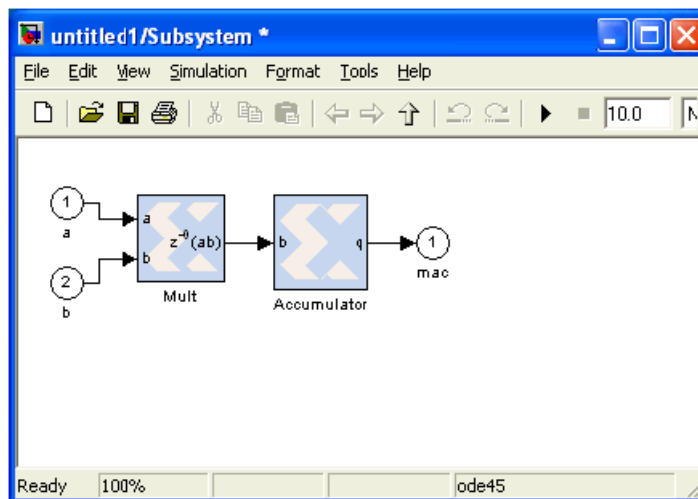 untitled1/Subsystem *
File Edit View Simulation Format Tools Help
10.0 N
1
a
2
b
a
b
z⁻⁰(ab)
Mult
b q
Accumulator
1
mac
Ready 100% ode45